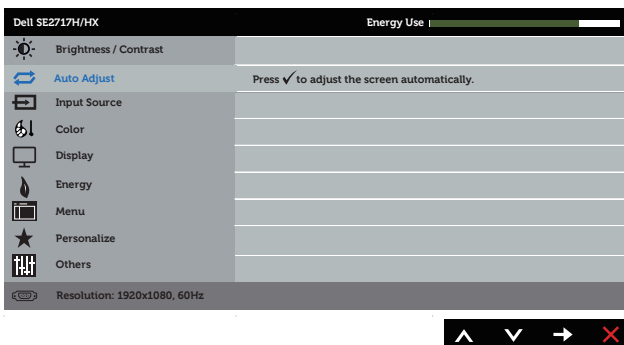 Dell SE2717H/HX Energy Use
Brightness / Contrast
Auto Adjust Press ✓ to adjust the screen automatically.
Input Source
Color
Display
Energy
Menu
Personalize
Others
Resolution: 1920x1080, 60Hz